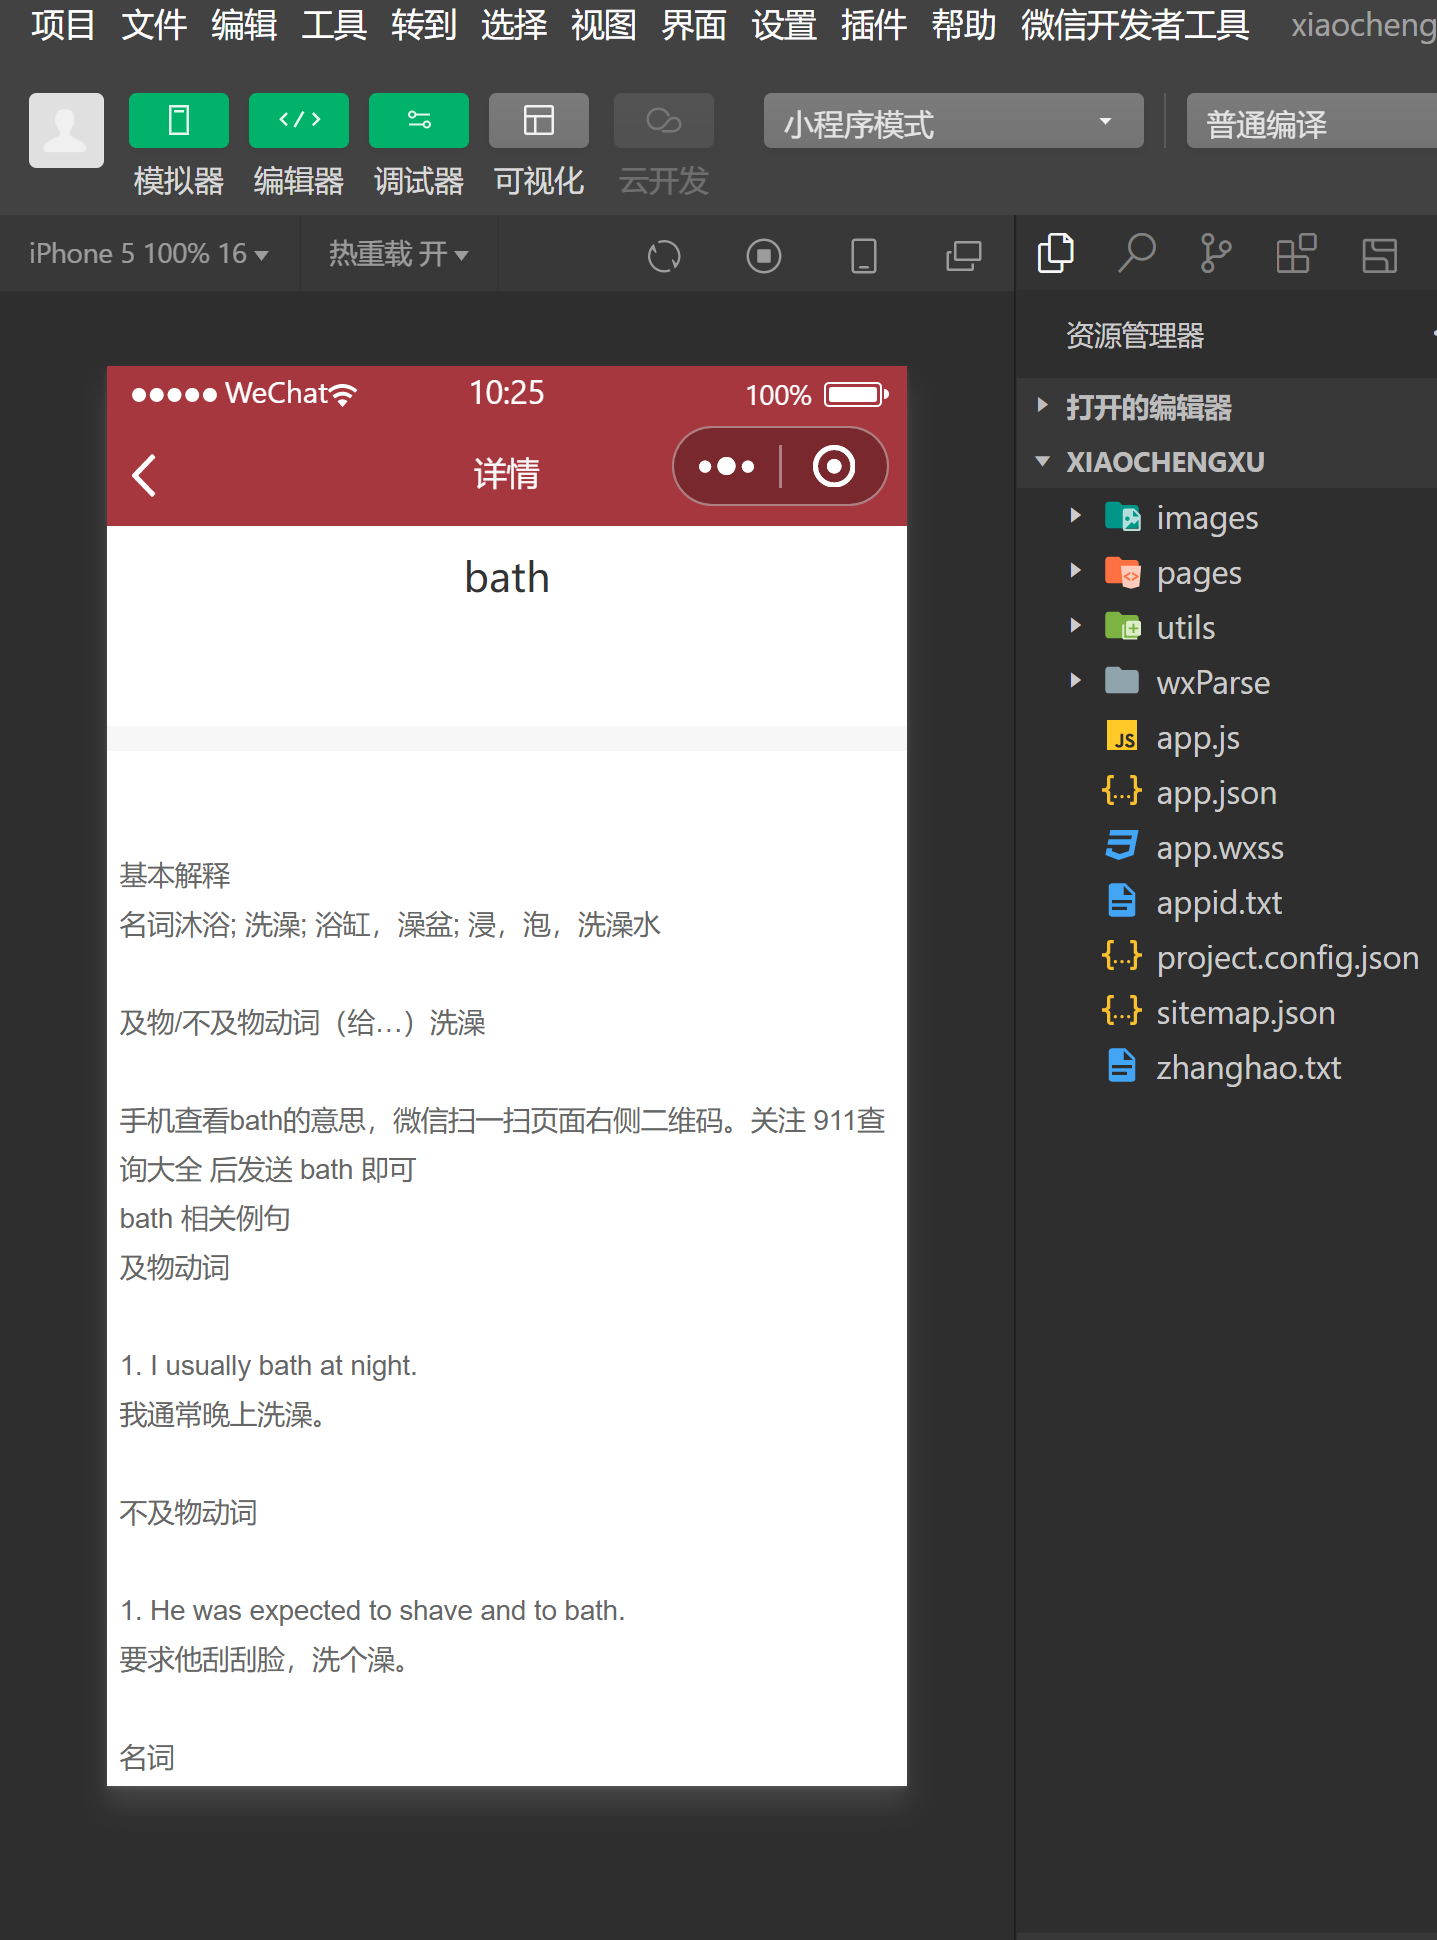 项目 文件 编辑 工具 转到 选择 视图 界面 设置 插件 帮助 微信开发者工具 xiaocheng
模拟器 编辑器 调试器 可视化 云开发 小程序模式 普通编译
iPhone 5 100% 16 热重载 开
WeChat 10:25 100%
详情
bath
基本解释
名词沐浴; 洗澡; 浴缸，澡盆; 浸，泡，洗澡水
及物/不及物动词（给…）洗澡
手机查看bath的意思，微信扫一扫页面右侧二维码。关注 911查
询大全 后发送 bath 即可
bath 相关例句
及物动词
1. I usually bath at night.
我通常晚上洗澡。
不及物动词
1. He was expected to shave and to bath.
要求他刮刮脸，洗个澡。
名词
资源管理器
打开的编辑器
XIAOCHENGXU
images
pages
utils
wxParse
JS app.js
{...} app.json
app.wxss
appid.txt
{...} project.config.json
{...} sitemap.json
zhanghao.txt